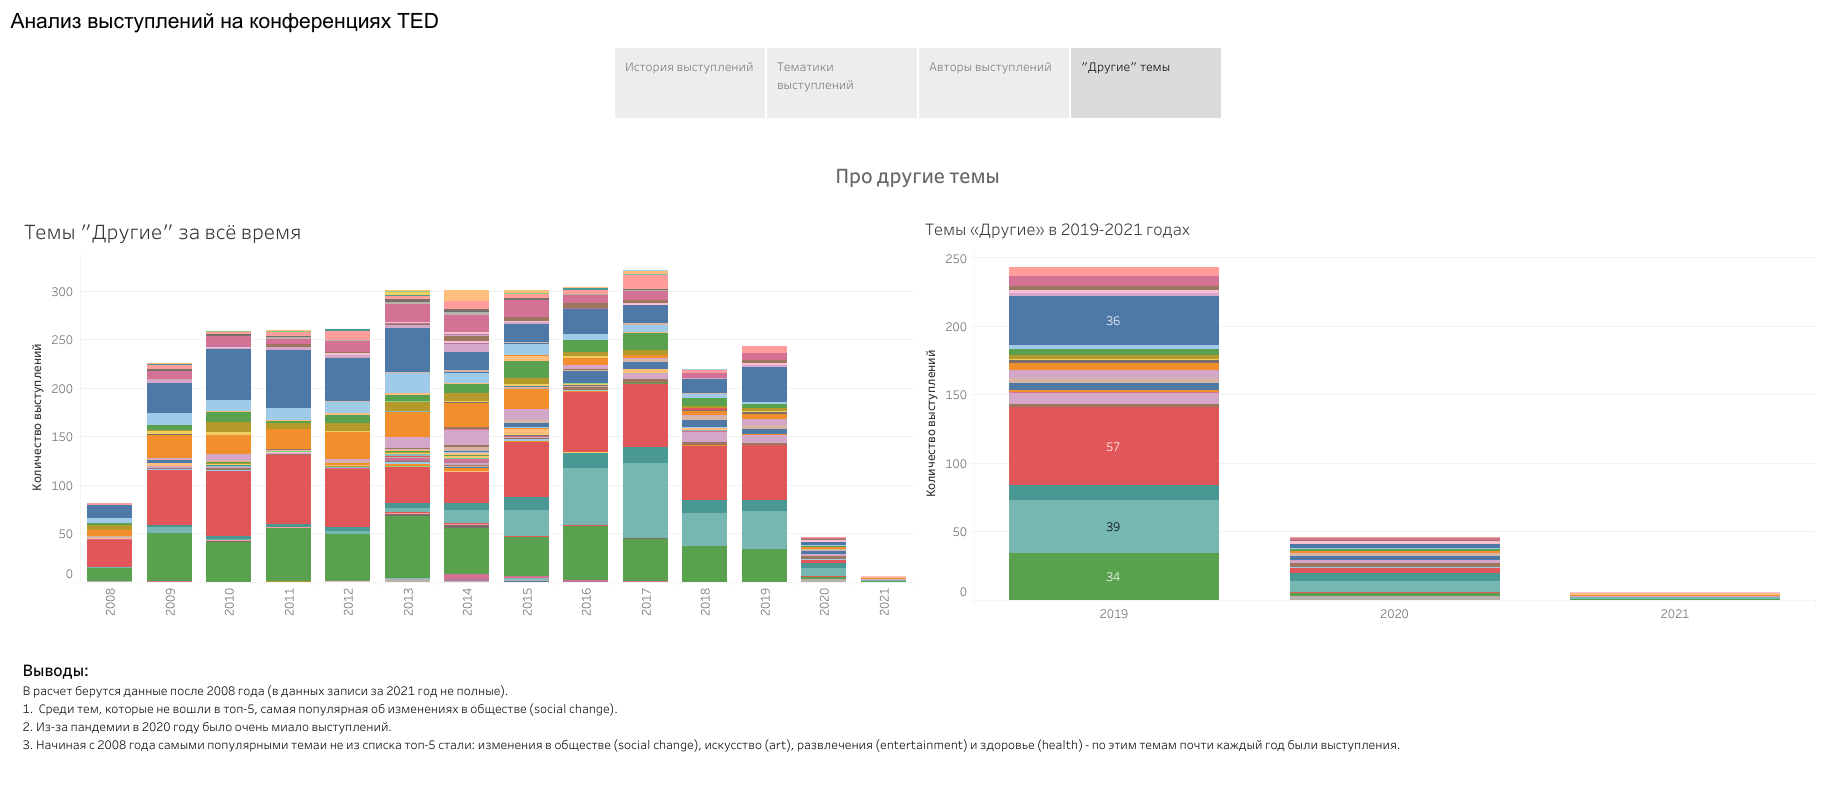 Анализ выступлений на конференциях TED
История выступлений
Тематики
выступлений
Авторы выступлений
"Другие" темы
Про другие темы
Темы "Другие" за всё время
Количество выступлений
300
250
200
150
100
50
0
2008
2009
2010
2011
2012
2013
2014
2015
2016
2017
2018
2019
2020
2021
Темы «Другие» в 2019-2021 годах
Количество выступлений
250
200
150
100
50
0
36
57
39
34
2019
2020
2021
Выводы:
В расчет берутся данные после 2008 года (в данных записи за 2021 год не полные).
1. Среди тем, которые не вошли в топ-5, самая популярная об изменениях в обществе (social change).
2. Из-за пандемии в 2020 году было очень миало выступлений.
3. Начиная с 2008 года самыми популярными темаи не из списка топ-5 стали: изменения в обществе (social change), искусство (art), развлечения (entertainment) и здоровье (health) - по этим темам почти каждый год были выступления.